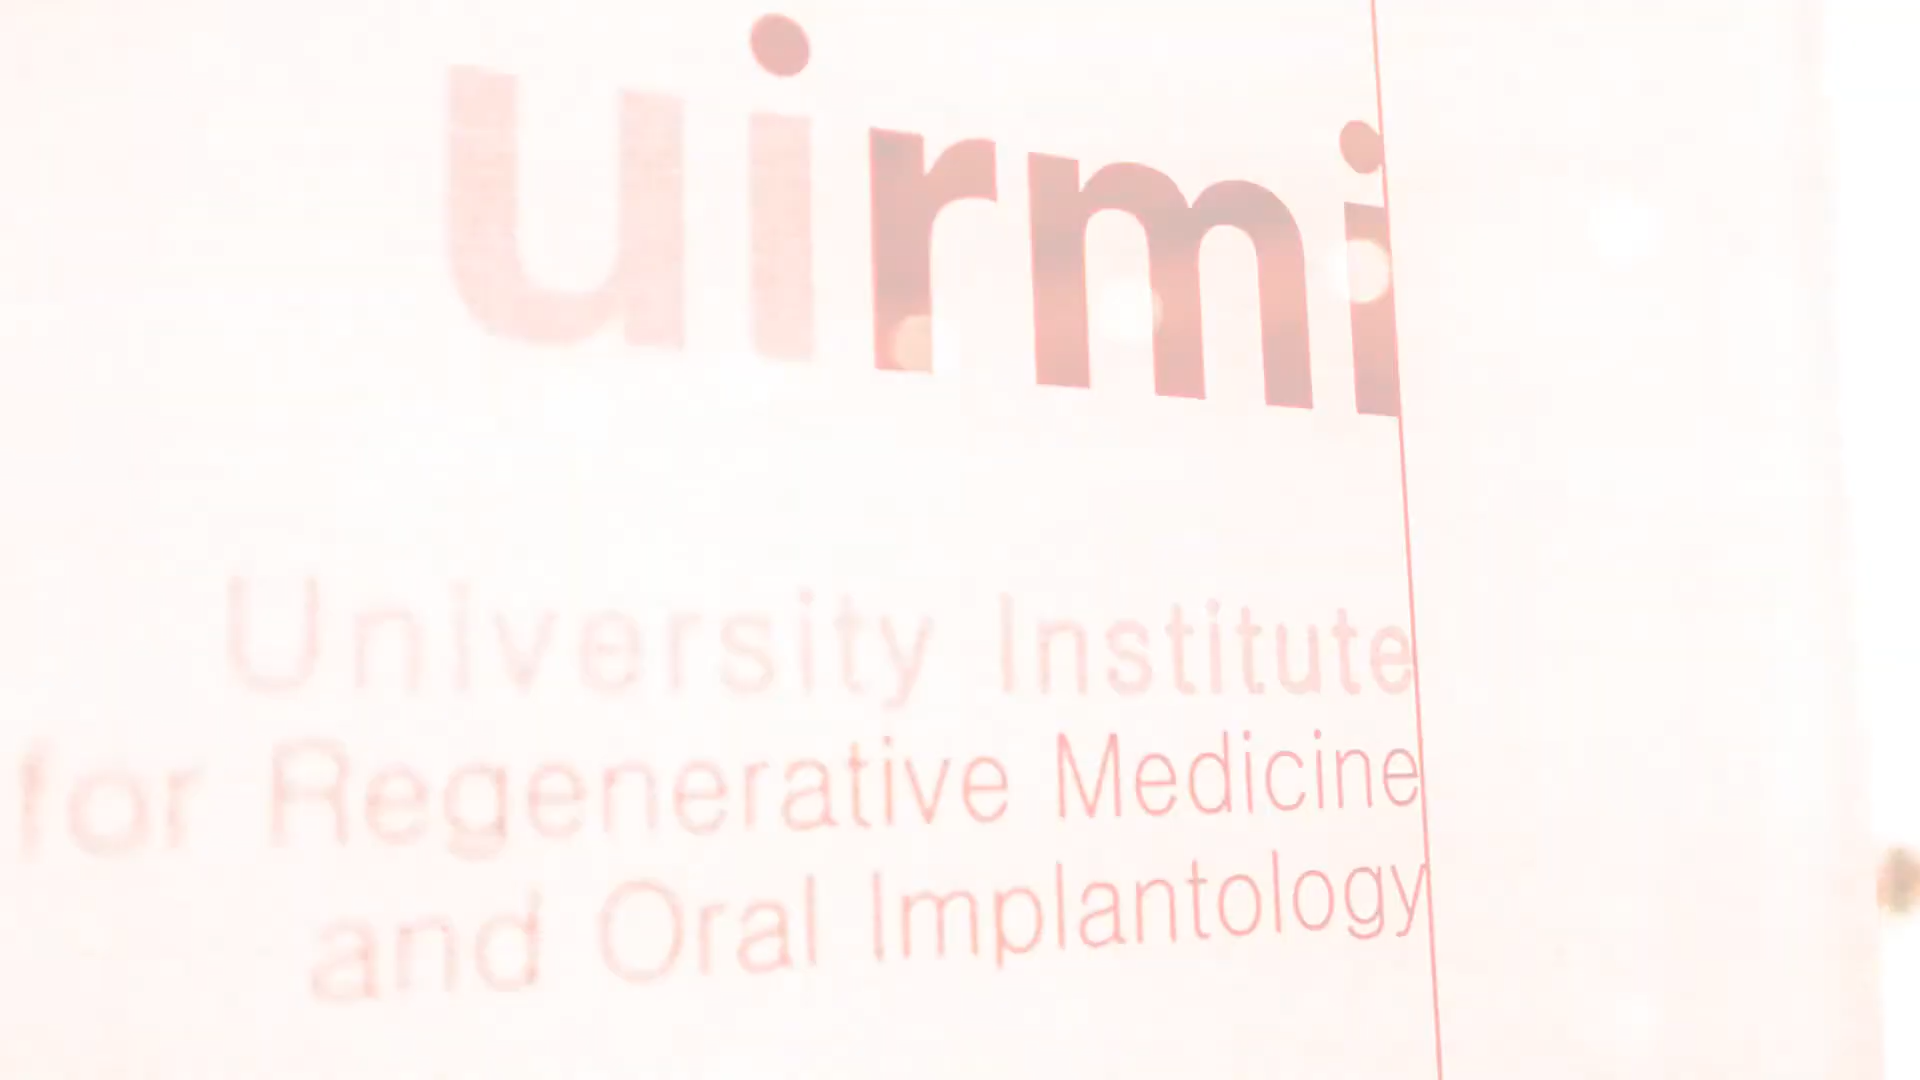 uirmi
University Institute
for Regenerative Medicine
and Oral Implantology